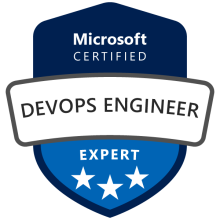 Microsoft
CERTIFIED
DEVOPS ENGINEER
EXPERT